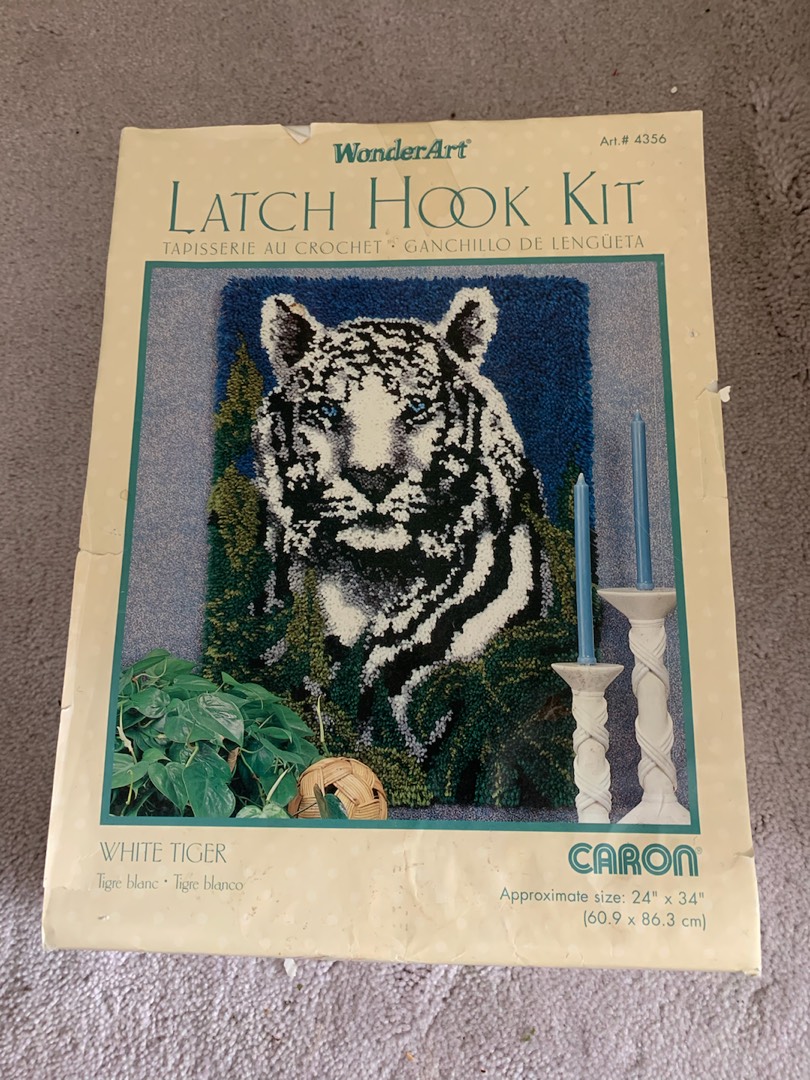 WonderArt®
Art.# 4356
LATCH HOOK KIT
TAPISSERIE AU CROCHET · GANCHILLO DE LENGÜETA
WHITE TIGER
Tigre blanc · Tigre blanco
CARON®
Approximate size: 24" x 34"
(60.9 x 86.3 cm)